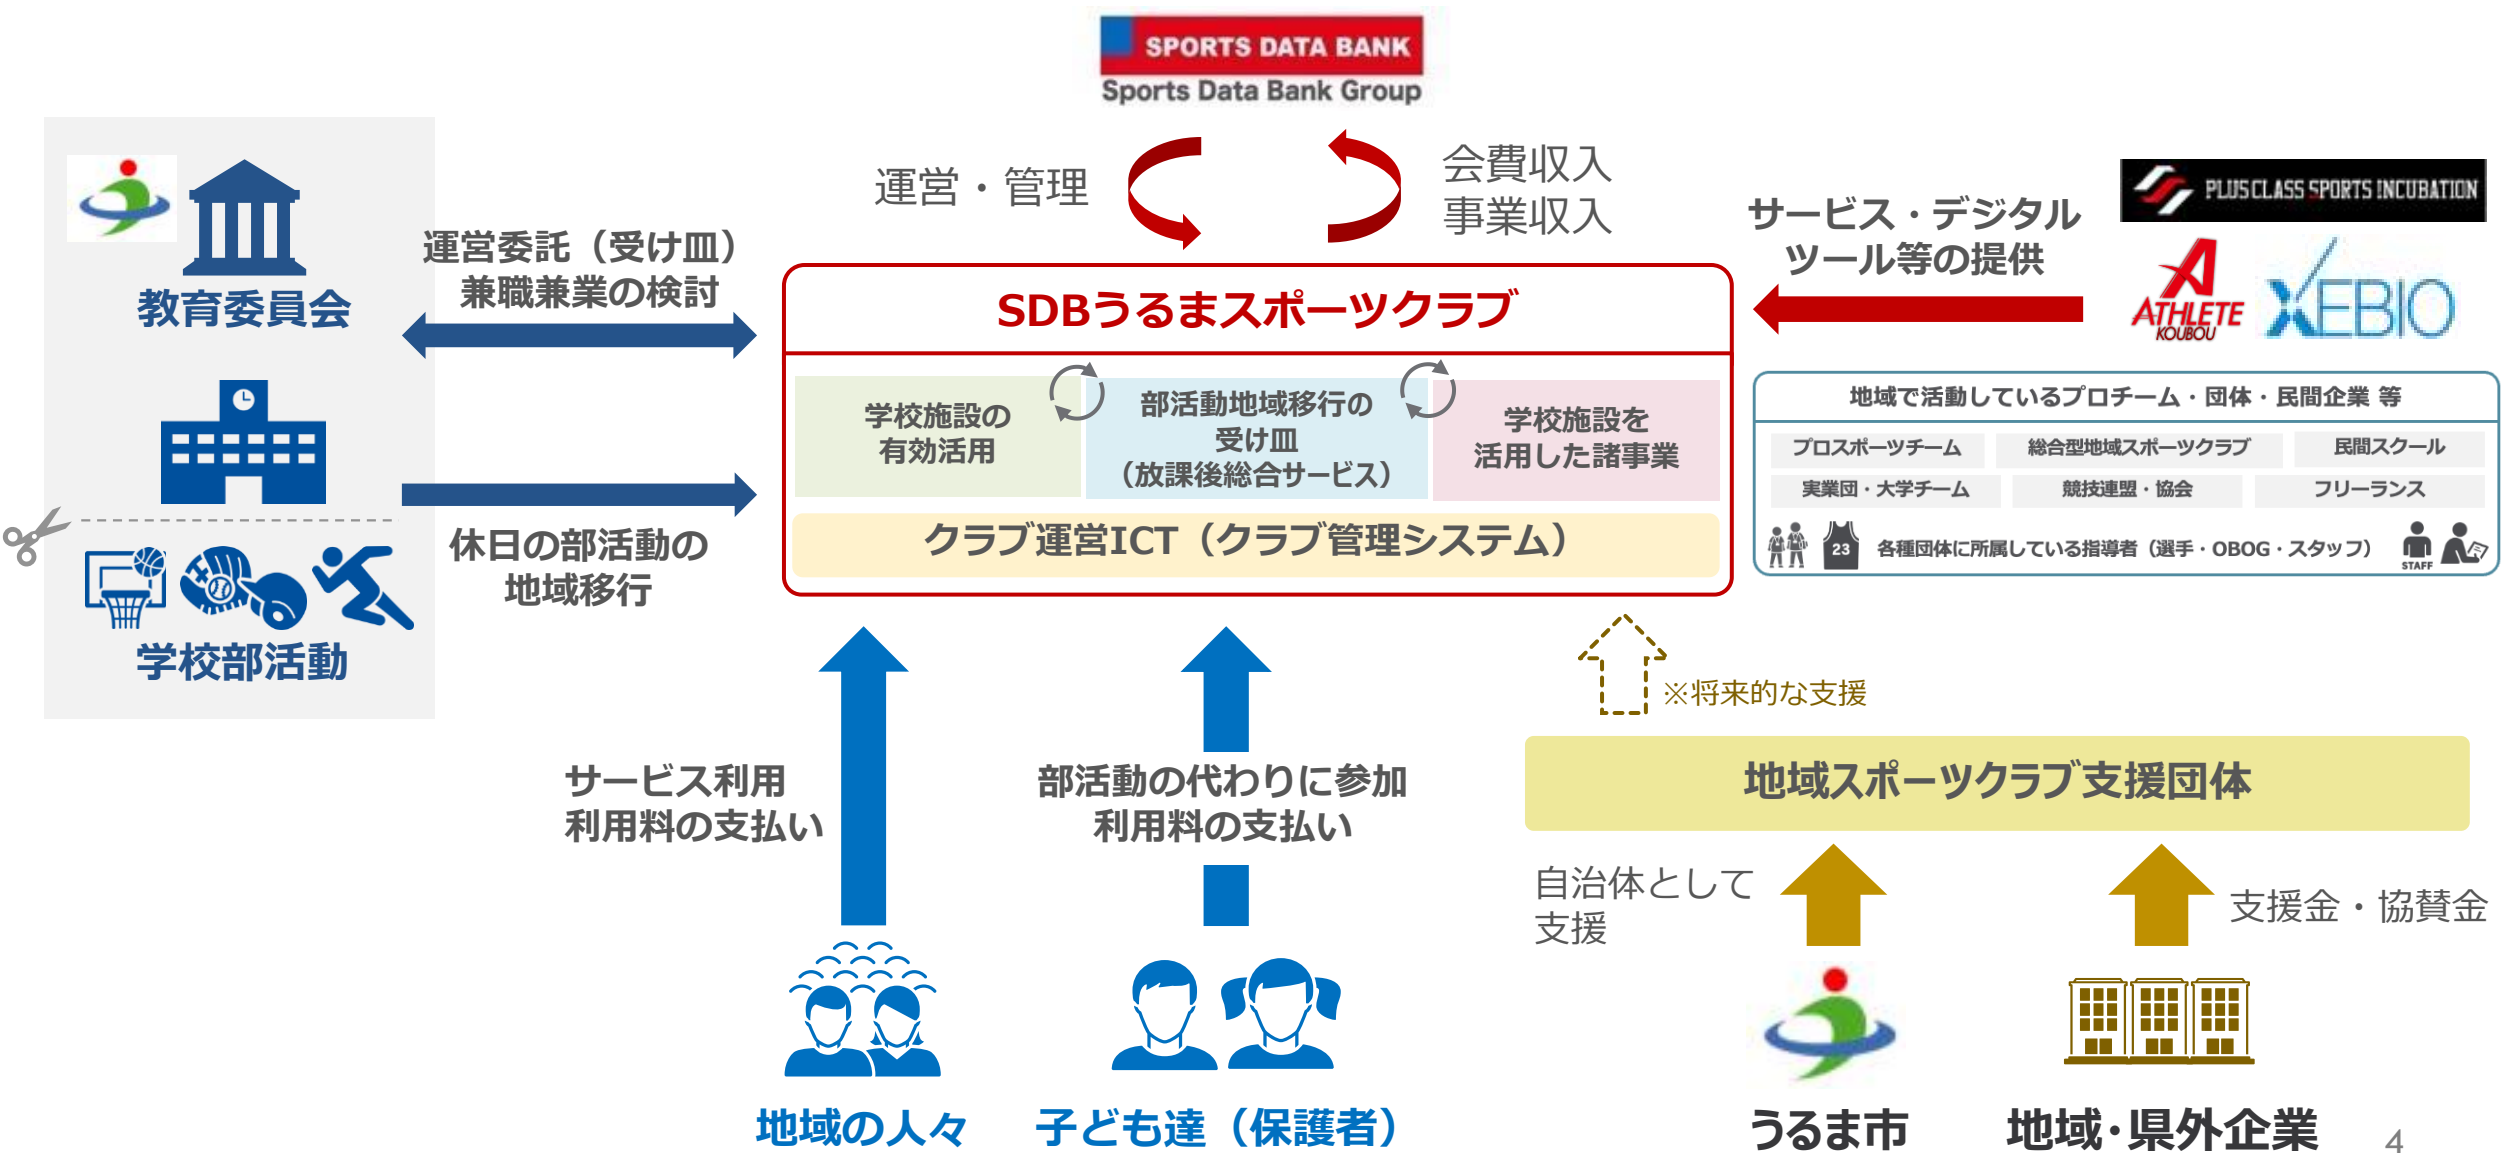 SPORTS DATA BANK
Sports Data Bank Group
運営・管理
会費収入
事業収入
教育委員会
運営委託（受け皿）
兼職兼業の検討
休日の部活動の
地域移行
学校部活動
SDBうるまスポーツクラブ
学校施設の
有効活用
部活動地域移行の
受け皿
（放課後総合サービス）
学校施設を
活用した諸事業
クラブ運営ICT（クラブ管理システム）
サービス・デジタル
ツール等の提供
PLUS CLASS SPORTS INCUBATION
ATHLETE
KOUBOU
XEBIO
地域で活動しているプロチーム・団体・民間企業 等
プロスポーツチーム
総合型地域スポーツクラブ
民間スクール
実業団・大学チーム
競技連盟・協会
フリーランス
23
各種団体に所属している指導者（選手・OBOG・スタッフ）
STAFF
サービス利用
利用料の支払い
部活動の代わりに参加
利用料の支払い
※将来的な支援
地域スポーツクラブ支援団体
自治体として
支援
支援金・協賛金
地域の人々
子ども達（保護者）
うるま市
地域・県外企業
4